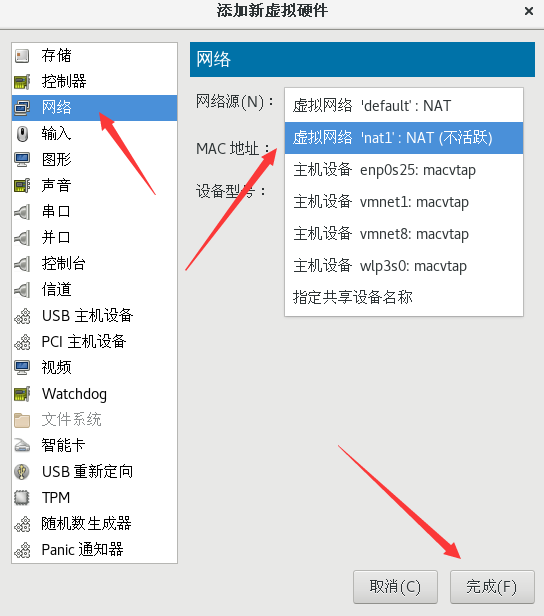 添加新虚拟硬件
存储
控制器
网络
输入
图形
声音
串口
并口
控制台
信道
USB 主机设备
PCI 主机设备
视频
Watchdog
文件系统
智能卡
USB 重新定向
TPM
随机数生成器
Panic 通知器
网络
网络源(N)：
虚拟网络 'default' : NAT
虚拟网络 'nat1' : NAT (不活跃)
主机设备 enp0s25: macvtap
主机设备 vmnet1: macvtap
主机设备 vmnet8: macvtap
主机设备 wlp3s0: macvtap
指定共享设备名称
MAC 地址：
设备型号：
取消(C)
完成(F)